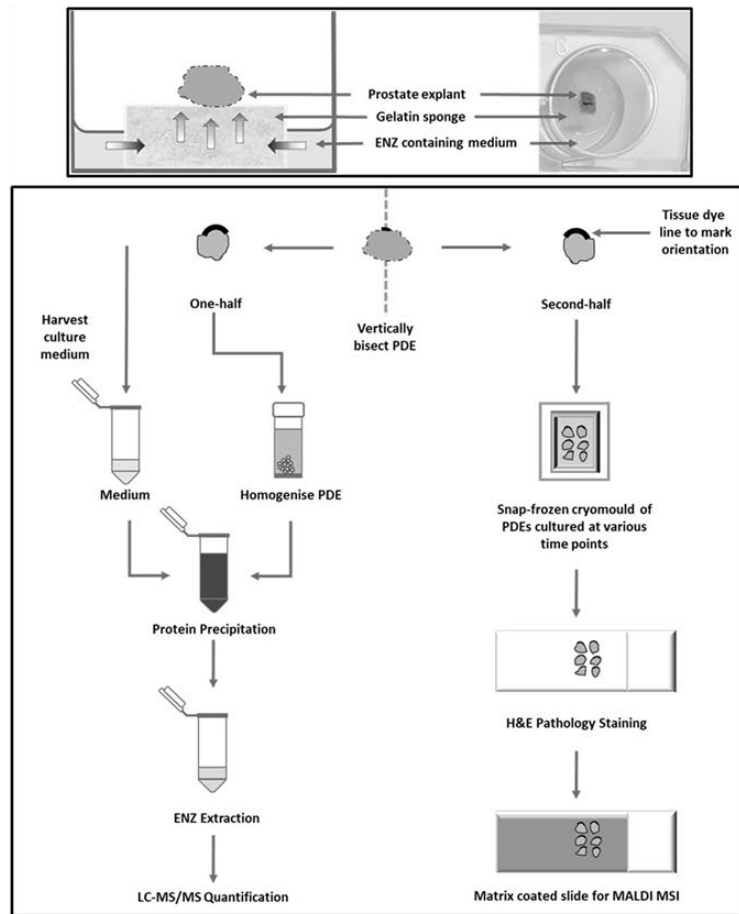 Prostate explant
Gelatin sponge
ENZ containing medium
Tissue dye
line to mark
orientation
One-half
Vertically
bisect PDE
Second-half
Harvest
culture
medium
Medium
Homogenise PDE
Snap-frozen cryomould of
PDEs cultured at various
time points
Protein Precipitation
H&E Pathology Staining
ENZ Extraction
LC-MS/MS Quantification
Matrix coated slide for MALDI MSI